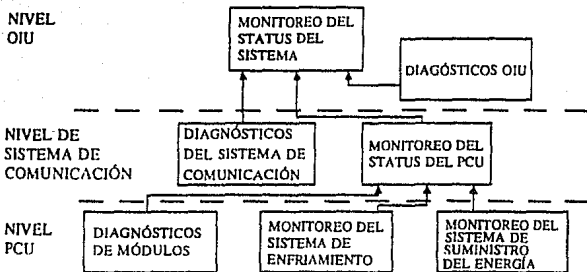 NIVEL
OIU
MONITOREO DEL
STATUS DEL
SISTEMA
DIAGÓSTICOS OIU
NIVEL DE
SISTEMA DE
COMUNICACIÓN
DIAGNÓSTICOS
DEL SISTEMA DE
COMUNICACIÓN
MONITOREO DEL
STATUS DEL PCU
NIVEL
PCU
DIAGNÓSTICOS
DE MÓDULOS
MONITOREO DEL
SISTEMA DE
ENFRIAMIENTO
MONITOREO DEL
SISTEMA DE
SUMINISTRO
DEL ENERGÍA